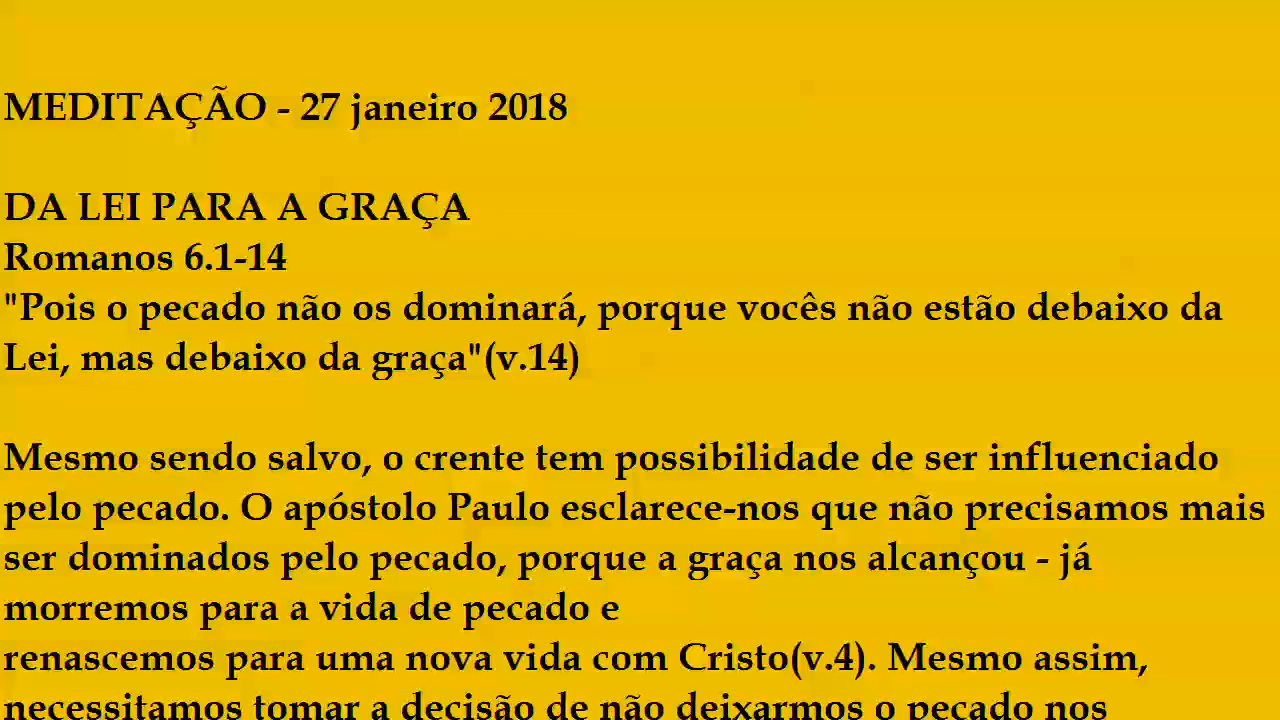 MEDITAÇÃO - 27 janeiro 2018
DA LEI PARA A GRAÇA
Romanos 6.1-14
"Pois o pecado não os dominará, porque vocês não estão debaixo da
Lei, mas debaixo da graça"(v.14)
Mesmo sendo salvo, o crente tem possibilidade de ser influenciado
pelo pecado. O apóstolo Paulo esclarece-nos que não precisamos mais
ser dominados pelo pecado, porque a graça nos alcançou - já
morremos para a vida de pecado e
renascemos para uma nova vida com Cristo(v.4). Mesmo assim,
necessitamos tomar a decisão de não deixarmos o pecado nos